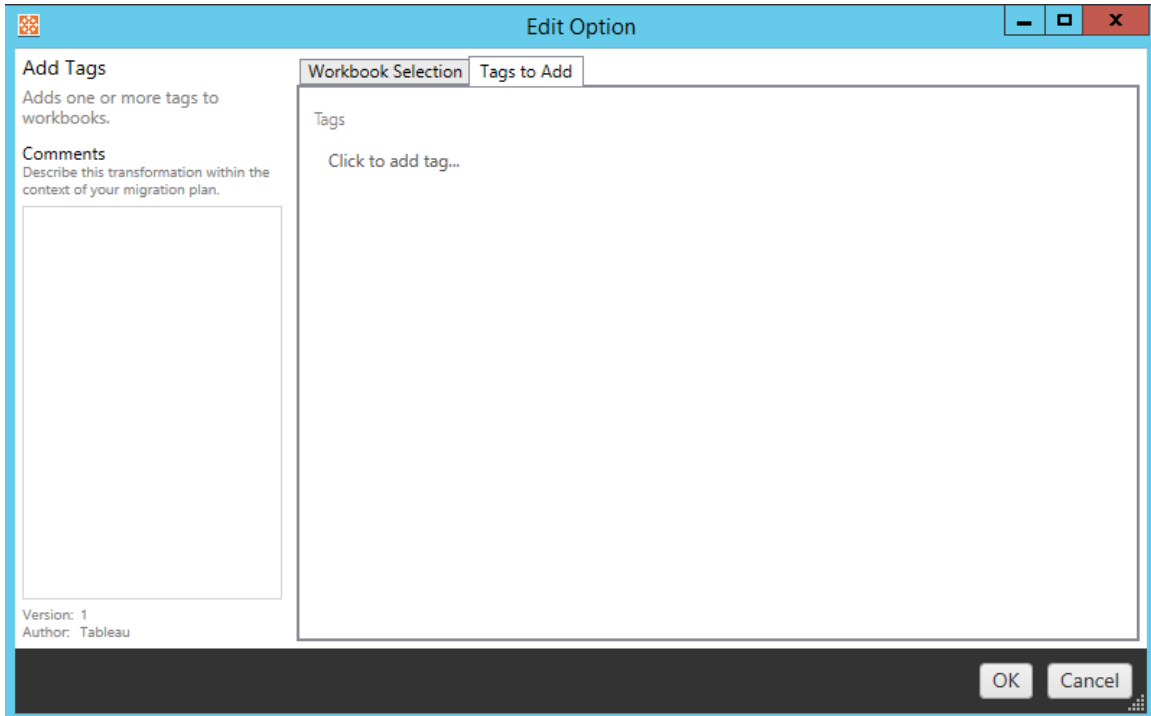 Edit Option
Add Tags
Adds one or more tags to
workbooks.
Comments
Describe this transformation within the
context of your migration plan.
Version: 1
Author: Tableau
Workbook Selection
Tags to Add
Tags
Click to add tag...
OK
Cancel